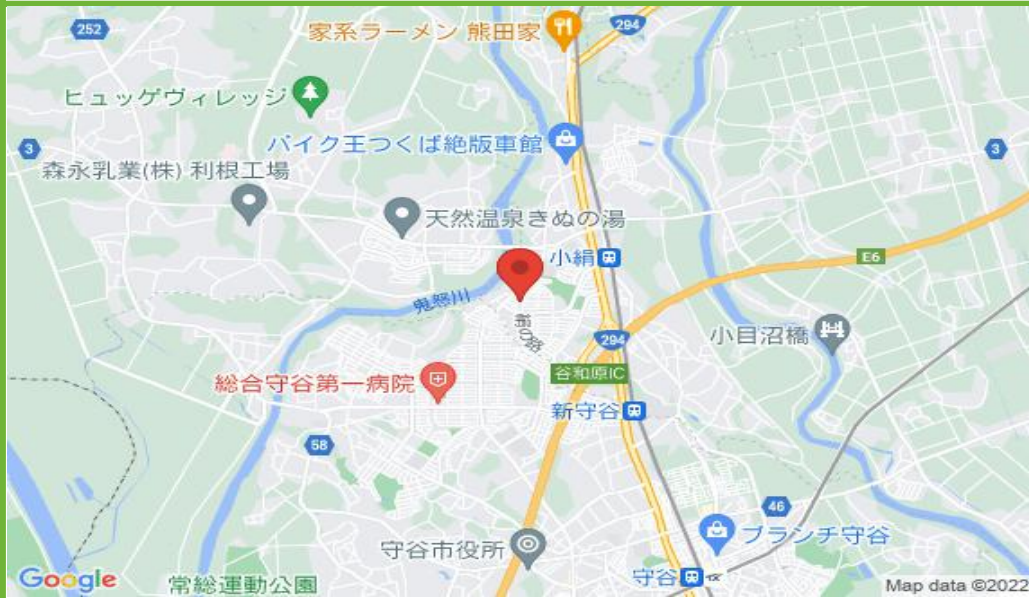 252
家系ラーメン 熊田家
294
ヒュッゲヴィレッジ
3
バイク王つくば絶版車館
3
森永乳業(株) 利根工場
天然温泉きぬの湯
小絹
E6
鬼怒川
絹の路
294
小目沼橋
谷和原IC
総合守谷第一病院
新守谷
58
46
ブランチ守谷
守谷市役所
守谷
Google
常総運動公園
Map data ©2022